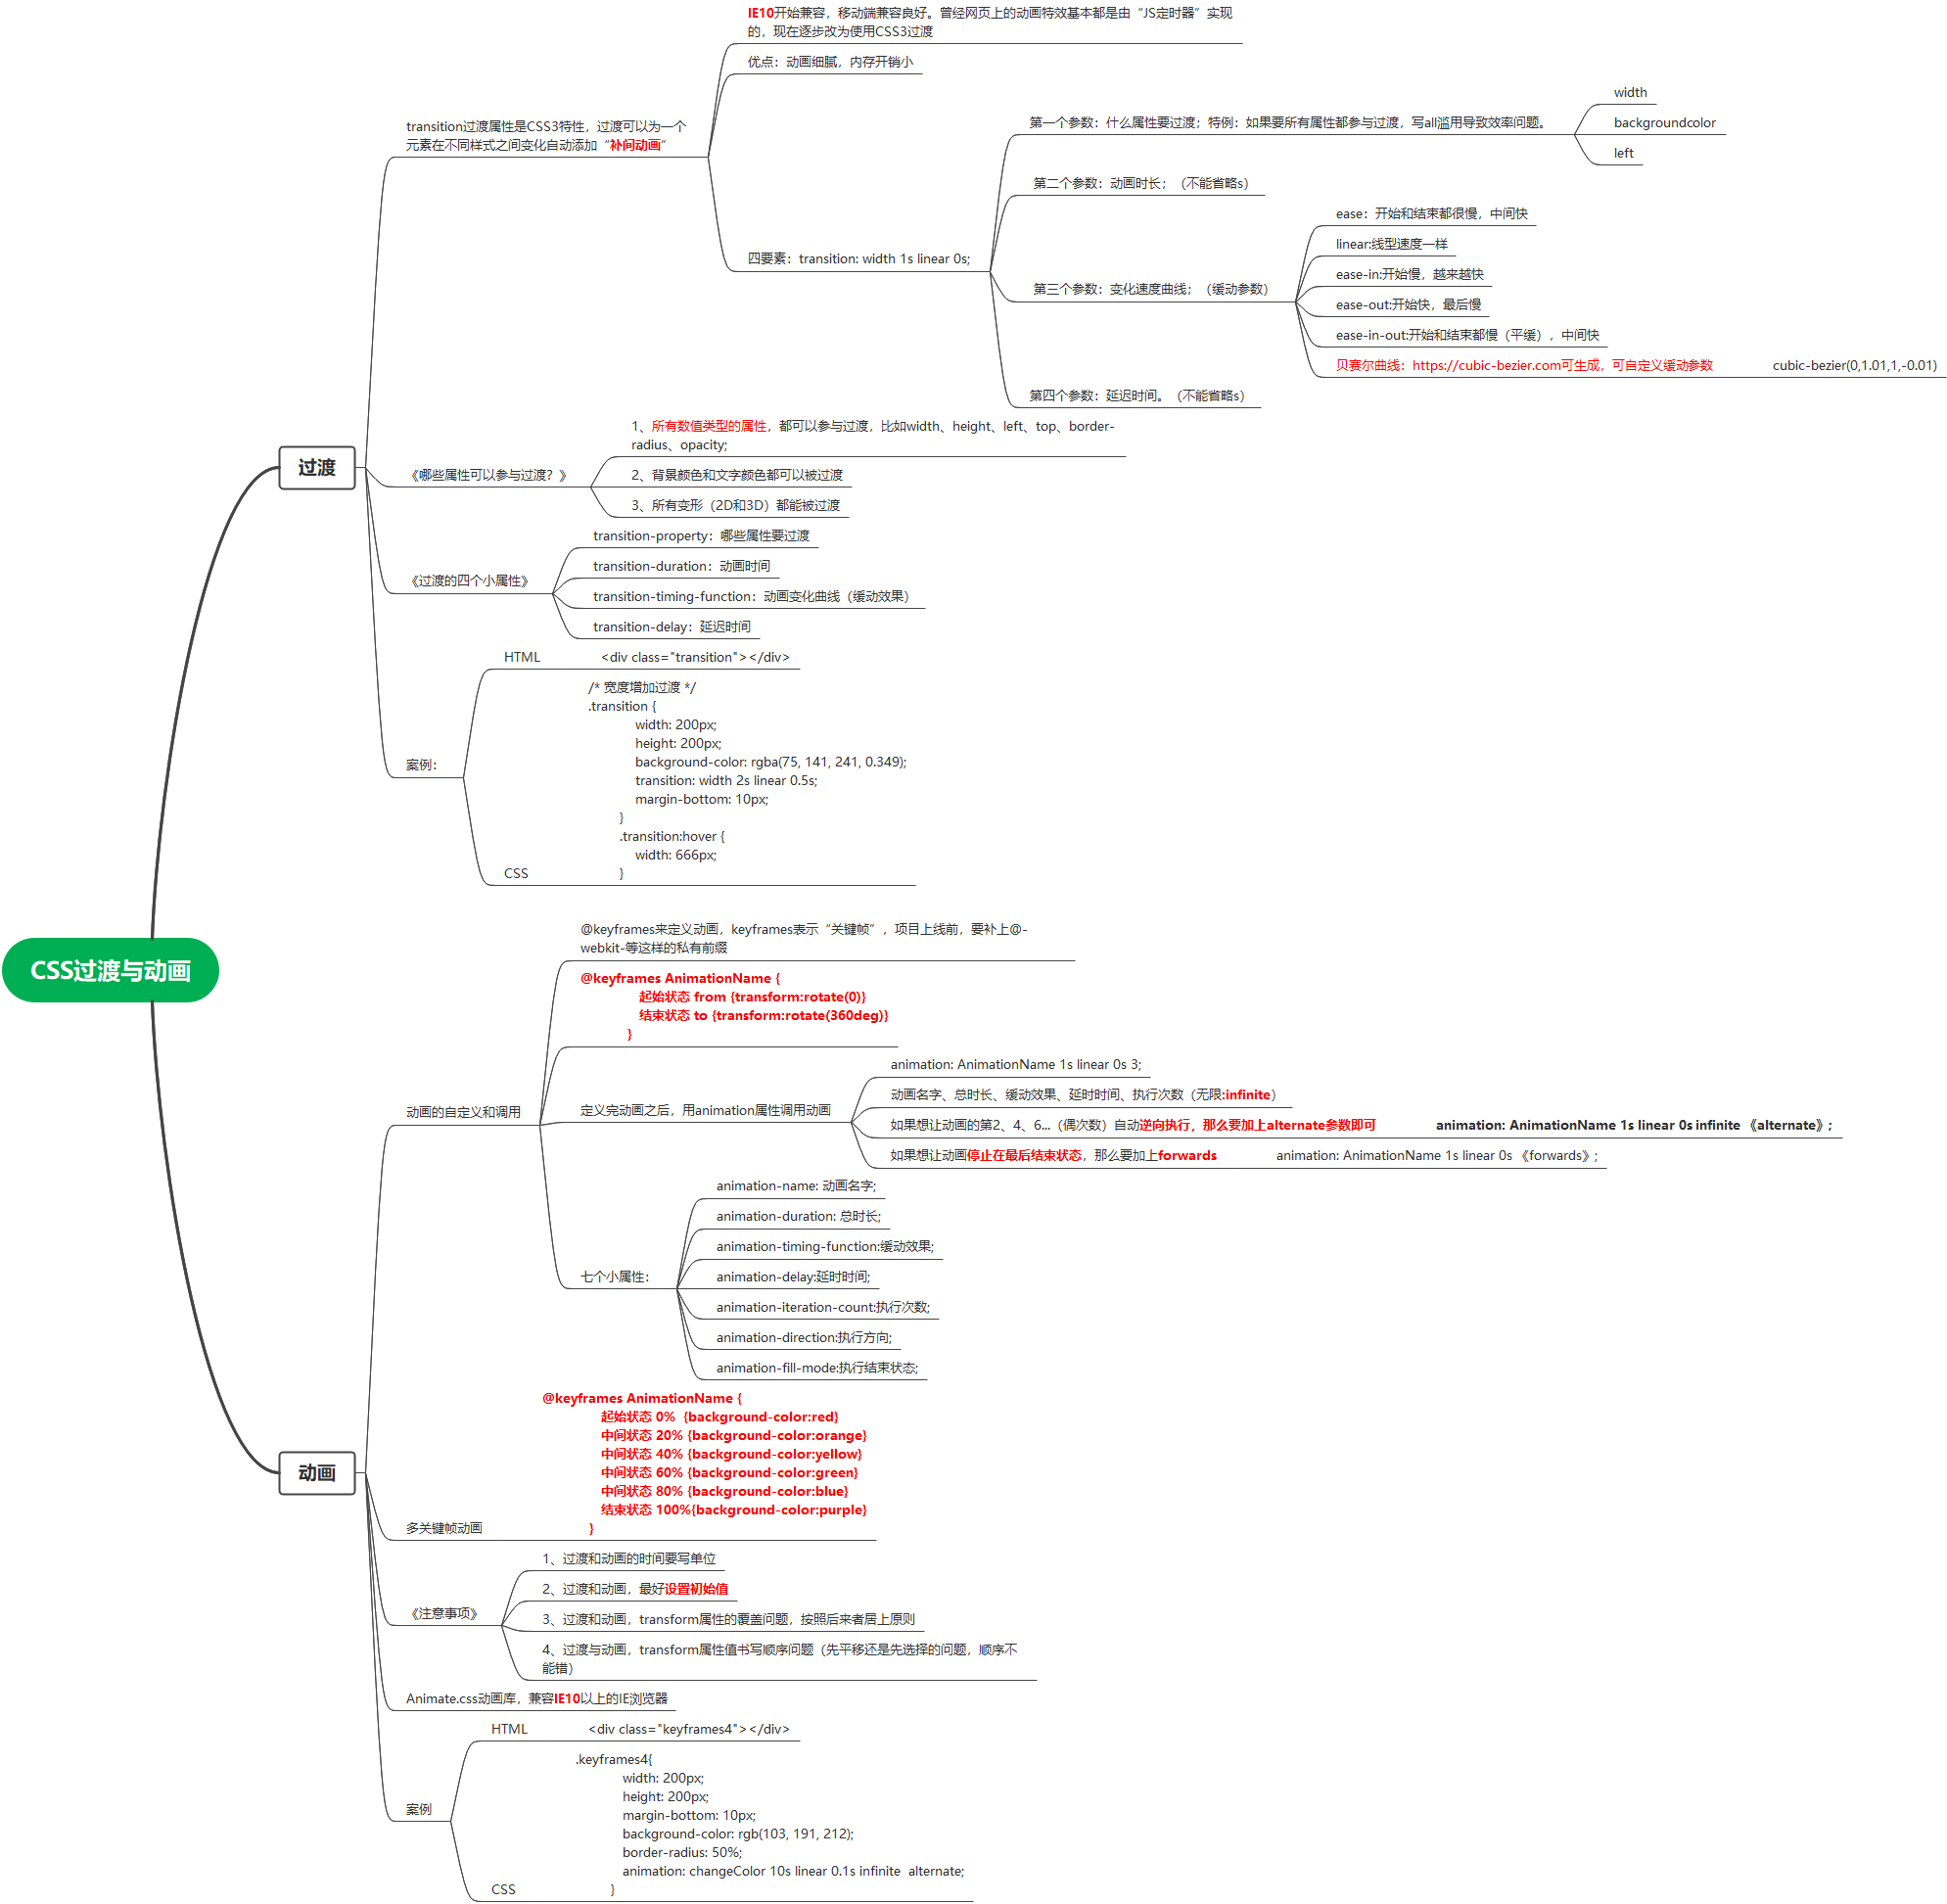 CSS过渡与动画
过渡
transition过渡属性是CSS3特性，过渡可以为一个
元素在不同样式之间变化自动添加“补间动画”
IE10开始兼容，移动端兼容良好。曾经网页上的动画特效基本都是由“JS定时器”实现
的，现在逐步改为使用CSS3过渡
优点：动画细腻，内存开销小
四要素：transition: width 1s linear 0s;
第一个参数：什么属性要过渡；特例：如果要所有属性都参与过渡，写all滥用导致效率问题。
width
backgroundcolor
left
第二个参数：动画时长；（不能省略s）
第三个参数：变化速度曲线；（缓动参数）
ease：开始和结束都很慢，中间快
linear:线型速度一样
ease-in:开始慢，越来越快
ease-out:开始快，最后慢
ease-in-out:开始和结束都慢（平缓），中间快
贝赛尔曲线：https://cubic-bezier.com可生成，可自定义缓动参数
cubic-bezier(0,1.01,1,-0.01)
第四个参数：延迟时间。（不能省略s）
《哪些属性可以参与过渡？》
1、所有数值类型的属性，都可以参与过渡，比如width、height、left、top、border-
radius、opacity;
2、背景颜色和文字颜色都可以被过渡
3、所有变形（2D和3D）都能被过渡
《过渡的四个小属性》
transition-property：哪些属性要过渡
transition-duration：动画时间
transition-timing-function：动画变化曲线（缓动效果）
transition-delay：延迟时间
案例：
HTML
<div class="transition"></div>
CSS
/* 宽度增加过渡 */
.transition {
width: 200px;
height: 200px;
background-color: rgba(75, 141, 241, 0.349);
transition: width 2s linear 0.5s;
margin-bottom: 10px;
}
.transition:hover {
width: 666px;
}
动画
动画的自定义和调用
@keyframes来定义动画，keyframes表示“关键帧”，项目上线前，要补上@-
webkit-等这样的私有前缀
@keyframes AnimationName {
起始状态 from {transform:rotate(0)}
结束状态 to {transform:rotate(360deg)}
}
定义完动画之后，用animation属性调用动画
animation: AnimationName 1s linear 0s 3;
动画名字、总时长、缓动效果、延时时间、执行次数（无限:infinite）
如果想让动画的第2、4、6...（偶次数）自动逆向执行，那么要加上alternate参数即可
animation: AnimationName 1s linear 0s infinite 《alternate》;
如果想让动画停止在最后结束状态，那么要加上forwards
animation: AnimationName 1s linear 0s 《forwards》;
七个小属性：
animation-name: 动画名字;
animation-duration: 总时长;
animation-timing-function:缓动效果;
animation-delay:延时时间;
animation-iteration-count:执行次数;
animation-direction:执行方向;
animation-fill-mode:执行结束状态;
多关键帧动画
@keyframes AnimationName {
起始状态 0%  {background-color:red}
中间状态 20% {background-color:orange}
中间状态 40% {background-color:yellow}
中间状态 60% {background-color:green}
中间状态 80% {background-color:blue}
结束状态 100%{background-color:purple}
}
《注意事项》
1、过渡和动画的时间要写单位
2、过渡和动画，最好设置初始值
3、过渡和动画，transform属性的覆盖问题，按照后来者居上原则
4、过渡与动画，transform属性值书写顺序问题（先平移还是先选择的问题，顺序不
能错）
Animate.css动画库，兼容IE10以上的IE浏览器
案例
HTML
<div class="keyframes4"></div>
CSS
.keyframes4{
width: 200px;
height: 200px;
margin-bottom: 10px;
background-color: rgb(103, 191, 212);
border-radius: 50%;
animation: changeColor 10s linear 0.1s infinite  alternate;
}